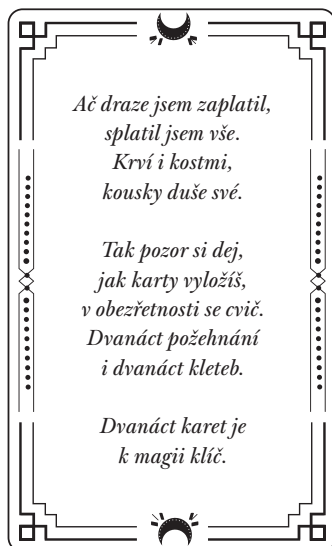 Ač draze jsem zaplatil,
splatil jsem vše.
Krví i kostmi,
kousky duše své.
Tak pozor si dej,
jak karty vyložíš,
v obezřetnosti se cvič.
Dvanáct požehnání
i dvanáct kleteb.
Dvanáct karet je
k magii klíč.